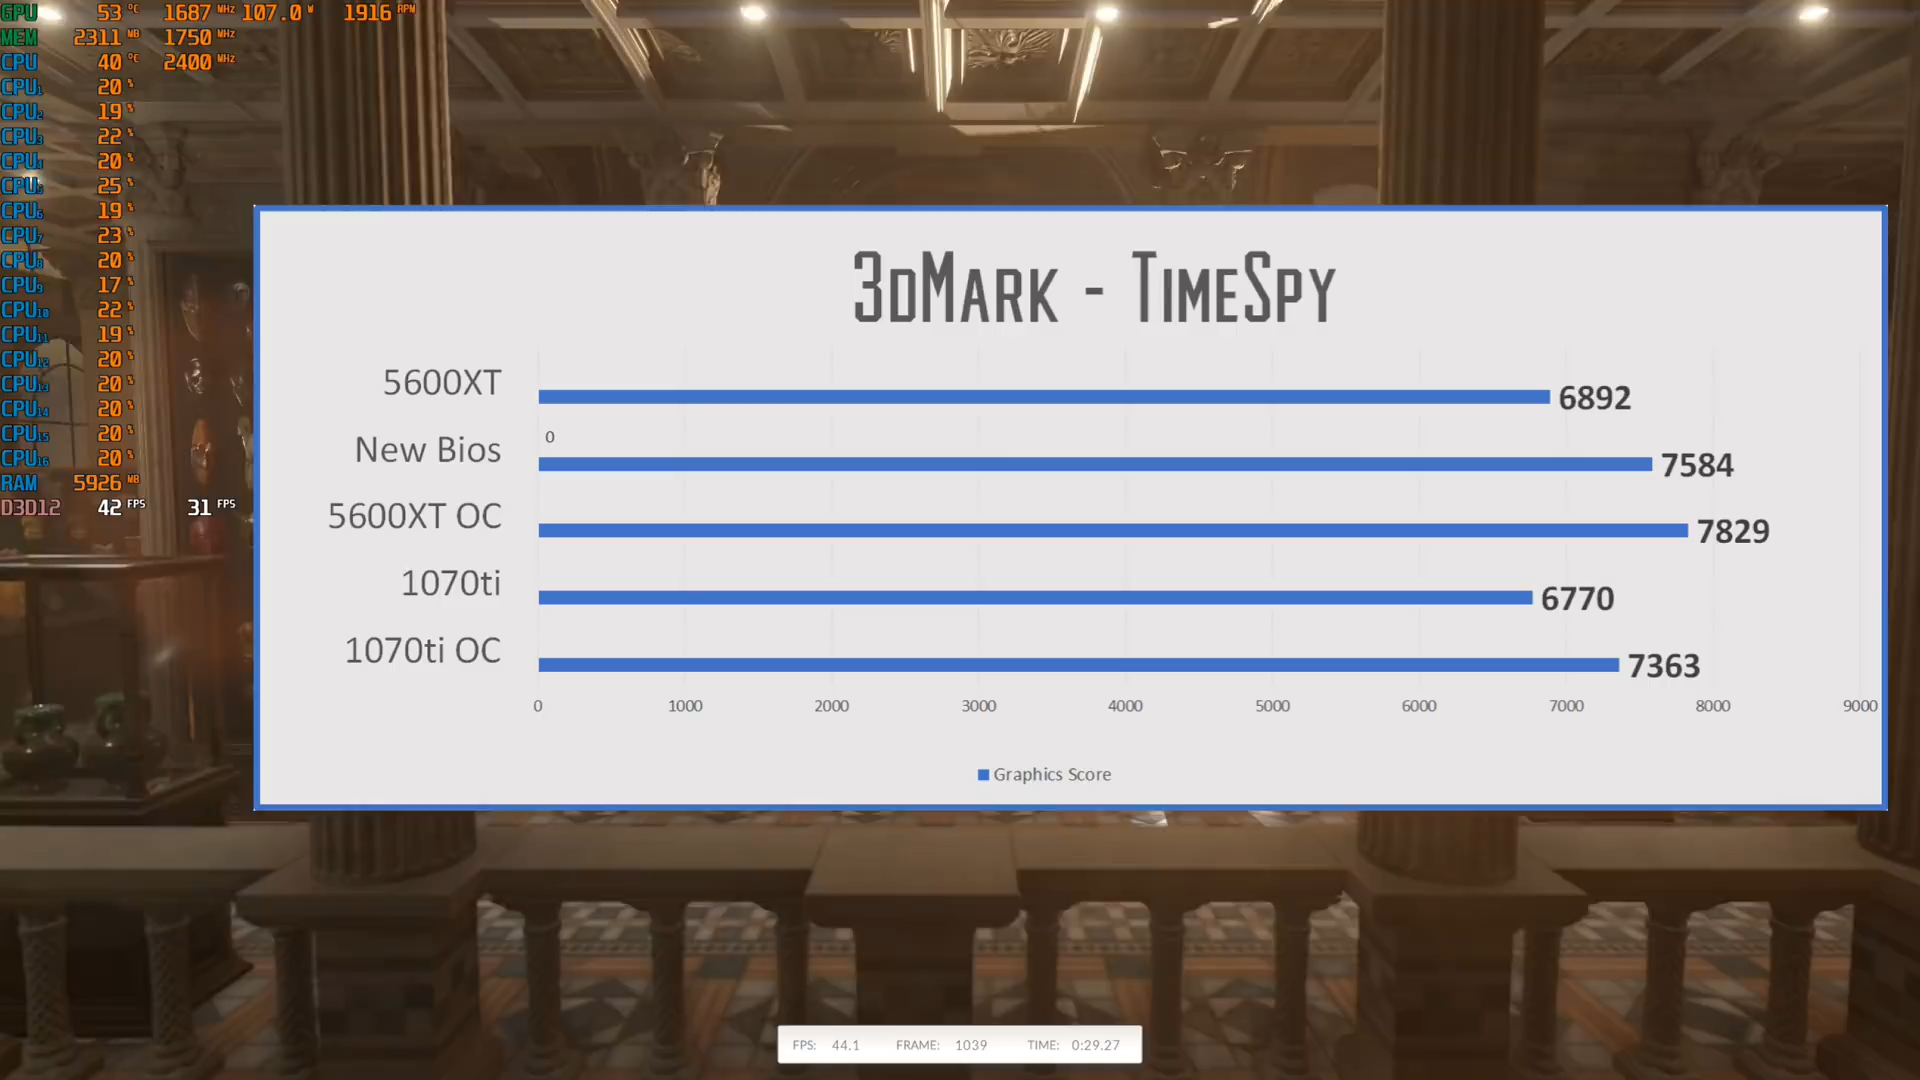 GPU 53 °C 1687 MHz 107.0 W 1916 RPM
MEM 2311 MB 1750 MHz
CPU 40 °C 2400 MHz
CPU1 20 %
CPU2 19 %
CPU3 22 %
CPU4 20 %
CPU5 25 %
CPU6 19 %
CPU7 23 %
CPU8 20 %
CPU9 17 %
CPU10 22 %
CPU11 19 %
CPU12 20 %
CPU13 20 %
CPU14 20 %
CPU15 20 %
CPU16 20 %
RAM 5926 MB
D3D12 42 FPS 31 FPS
3dMark - TimeSpy
5600XT 6892
0
New Bios 7584
5600XT OC 7829
1070ti 6770
1070ti OC 7363
0 1000 2000 3000 4000 5000 6000 7000 8000 9000
Graphics Score
FPS: 44.1 FRAME: 1039 TIME: 0:29.27